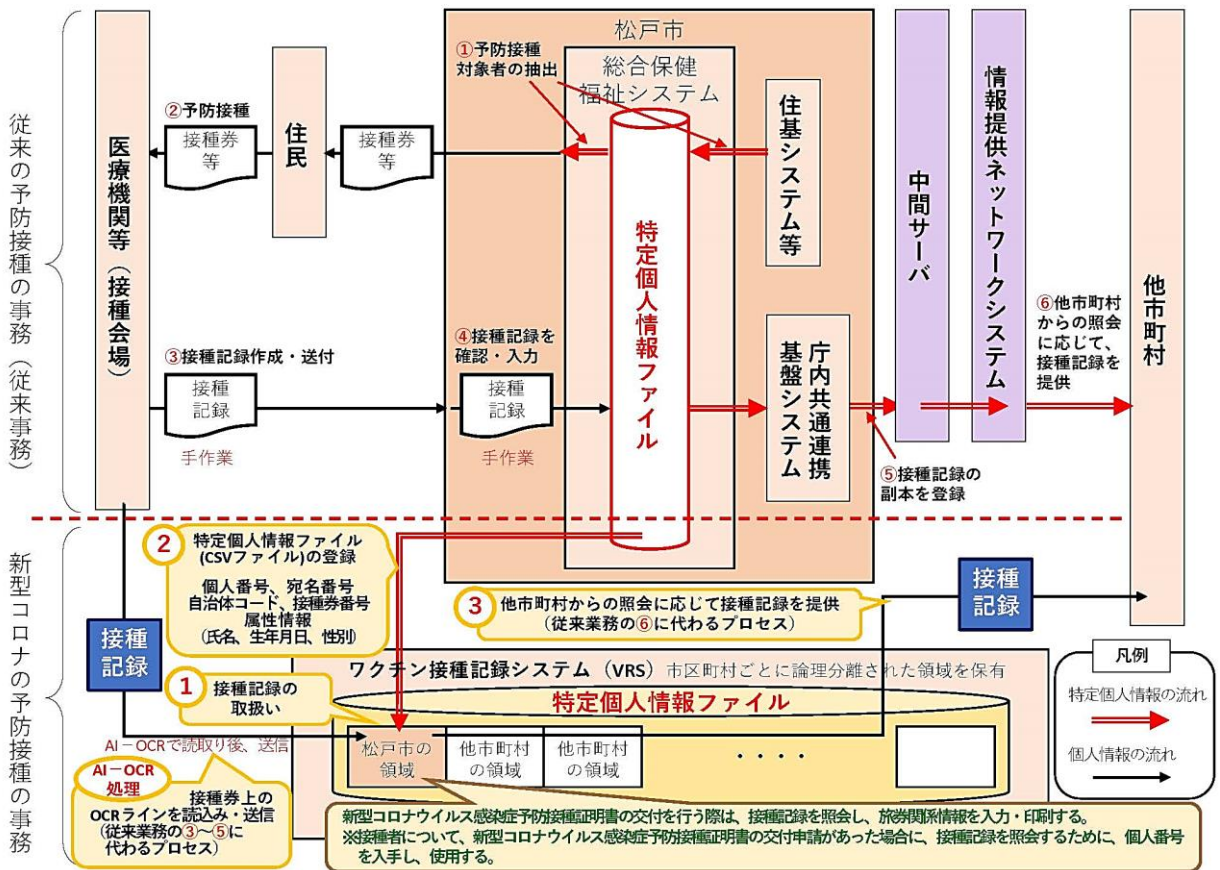 従来の予防接種の事務（従来事務）
新型コロナの予防接種の事務
医療機関等（接種会場）
②予防接種
接種券
等
住民
接種券
等
松戸市
①予防接種
対象者の抽出
総合保健
福祉システム
特定個人情報ファイル
住基システム等
中間サーバ
情報提供ネットワークシステム
他市町村
③接種記録作成・送付
接種
記録
手作業
④接種記録を
確認・入力
接種
記録
手作業
庁内共通連携
基盤システム
⑤接種記録の
副本を登録
⑥他市町村
からの照会
に応じて、
接種記録を
提供
②
特定個人情報ファイル
(CSVファイル)の登録
個人番号、宛名番号
自治体コード、接種券番号
属性情報
（氏名、生年月日、性別）
接種
記録
①
接種記録の
取扱い
③
他市町村からの照会に応じて接種記録を提供
（従来業務の⑥に代わるプロセス）
接種
記録
ワクチン接種記録システム（VRS）市区町村ごとに論理分離された領域を保有
特定個人情報ファイル
松戸市の
領域
他市町村
の領域
他市町村
の領域
・・・・
AI－OCRで読取り後、送信
AI－OCR
処理
接種券上の
OCRラインを読込み・送信
（従来業務の③～⑤に
代わるプロセス）
新型コロナウイルス感染症予防接種証明書の交付を行う際は、接種記録を照会し、旅券関係情報を入力・印刷する。
※接種者について、新型コロナウイルス感染症予防接種証明書の交付申請があった場合に、接種記録を照会するために、個人番号
を入手し、使用する。
凡例
特定個人情報の流れ
個人情報の流れ